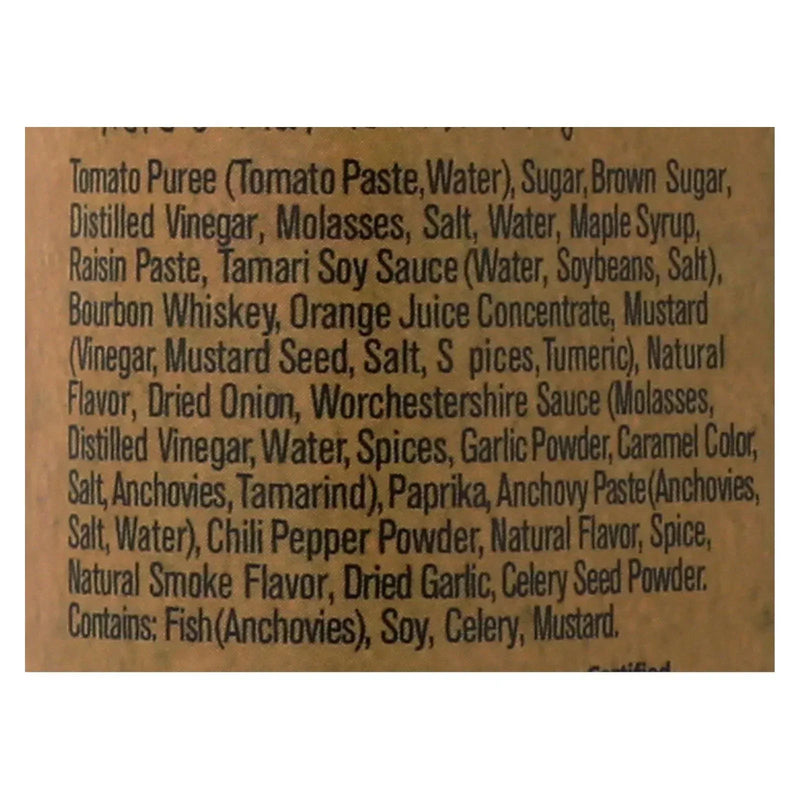 Tomato Puree (Tomato Paste,Water), Sugar, Brown Sugar,
Distilled Vinegar, Molasses, Salt, Water, Maple Syrup,
Raisin Paste, Tamari Soy Sauce (Water, Soybeans, Salt),
Bourbon Whiskey, Orange Juice Concentrate, Mustard
(Vinegar, Mustard Seed, Salt, S pices, Tumeric), Natural
Flavor, Dried Onion, Worchestershire Sauce (Molasses,
Distilled Vinegar, Water, Spices, Garlic Powder, Caramel Color,
Salt, Anchovies, Tamarind), Paprika, Anchovy Paste(Anchovies,
Salt, Water), Chili Pepper Powder, Natural Flavor, Spice,
Natural Smoke Flavor, Dried Garlic, Celery Seed Powder.
Contains: Fish(Anchovies), Soy, Celery, Mustard.
Certified